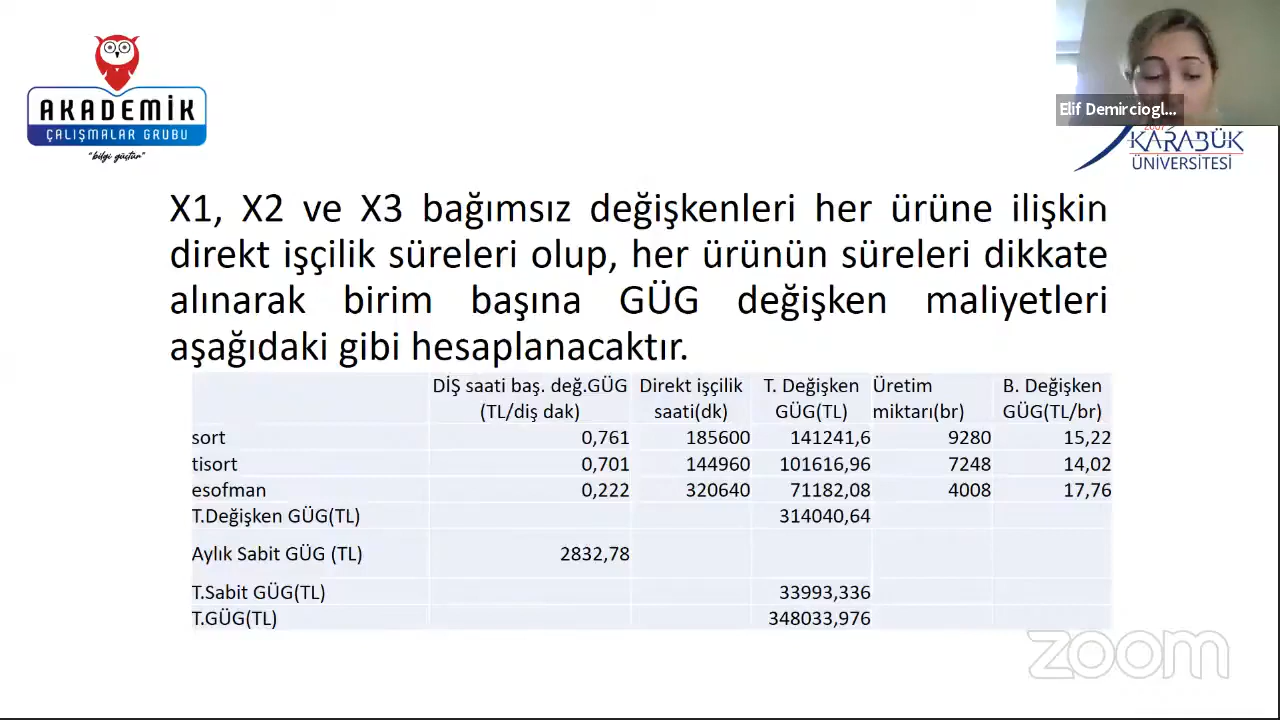 AKADEMİK
ÇALIŞMALAR GRUBU
"bilgi güçtür"
Elif Demirciogl...
2007
KARABÜK
ÜNİVERSİTESİ
X1, X2 ve X3 bağımsız değişkenleri her ürüne ilişkin
direkt işçilik süreleri olup, her ürünün süreleri dikkate
alınarak birim başına GÜG değişken maliyetleri
aşağıdaki gibi hesaplanacaktır.
DİŞ saati baş. değ.GÜG Direkt işçilik T. Değişken Üretim B. Değişken
(TL/diş dak) saati(dk) GÜG(TL) miktarı(br) GÜG(TL/br)
sort 0,761 185600 141241,6 9280 15,22
tisort 0,701 144960 101616,96 7248 14,02
esofman 0,222 320640 71182,08 4008 17,76
T.Değişken GÜG(TL) 314040,64
Aylık Sabit GÜG (TL) 2832,78
T.Sabit GÜG(TL) 33993,336
T.GÜG(TL) 348033,976
zoom